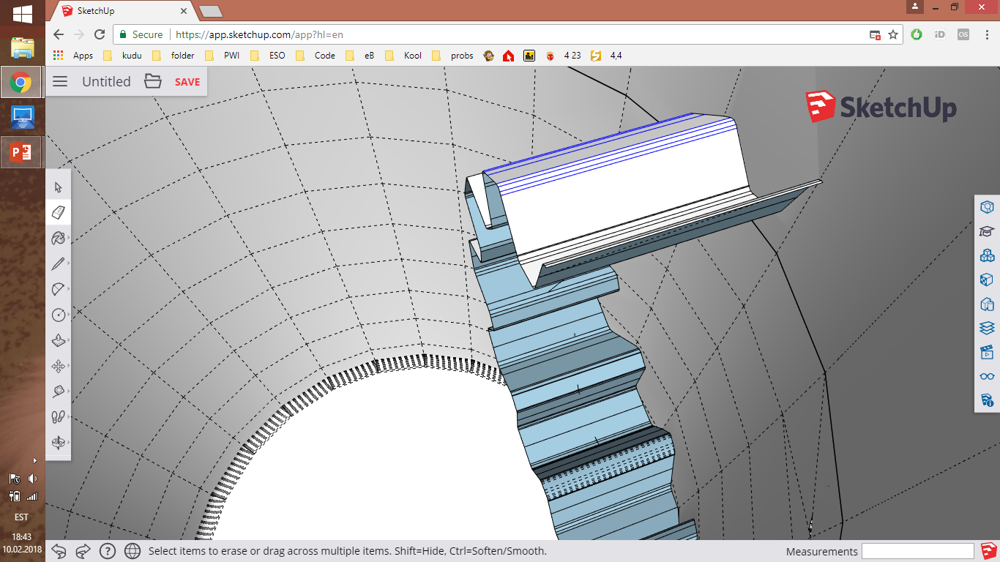 SketchUp
Secure https://app.sketchup.com/app?hl=en
Apps kudu folder PWI ESO Code eB Kool probs 4 23 4,4
Untitled SAVE
SketchUp
EST
18:43
10.02.2018
Select items to erase or drag across multiple items. Shift=Hide, Ctrl=Soften/Smooth.
Measurements